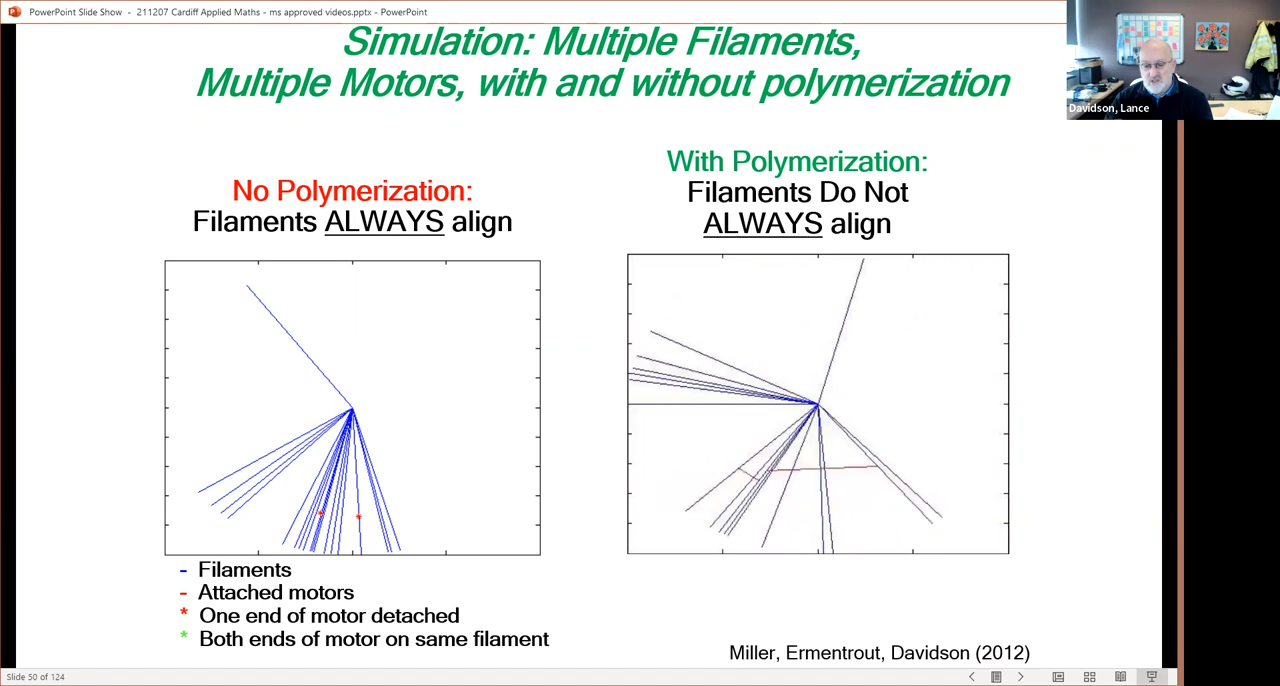 PowerPoint Slide Show - 211207 Cardiff Applied Maths - ms approved videos.pptx - PowerPoint
Davidson, Lance
Simulation: Multiple Filaments,
Multiple Motors, with and without polymerization
No Polymerization:
Filaments ALWAYS align
With Polymerization:
Filaments Do Not
ALWAYS align
- Filaments
- Attached motors
* One end of motor detached
* Both ends of motor on same filament
Miller, Ermentrout, Davidson (2012)
Slide 50 of 124